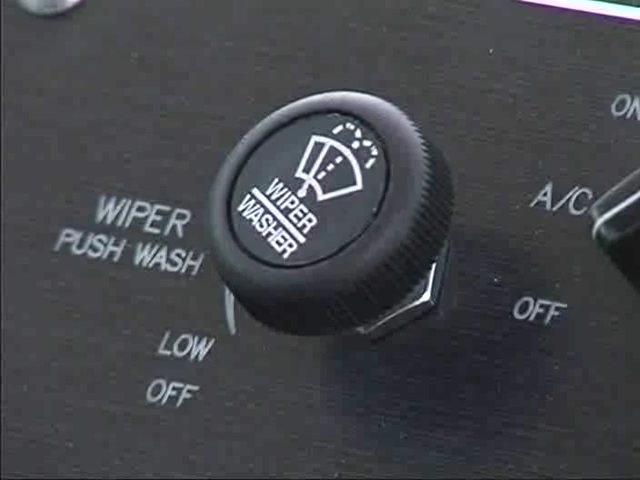 WIPER
PUSH WASH
LOW
OFF
WIPER
WASHER
ON
A/C
OFF